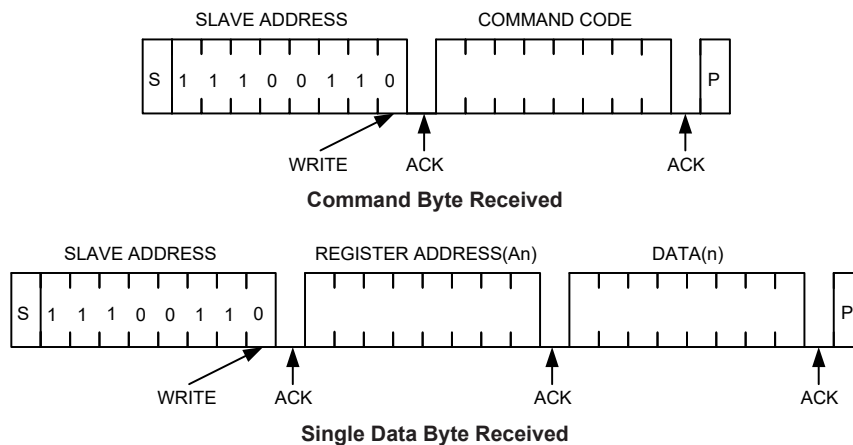 SLAVE ADDRESS COMMAND CODE
S 1 1 1 0 0 1 1 0 P
WRITE ACK ACK
Command Byte Received
SLAVE ADDRESS REGISTER ADDRESS(An) DATA(n)
S 1 1 1 0 0 1 1 0 P
WRITE ACK ACK ACK
Single Data Byte Received